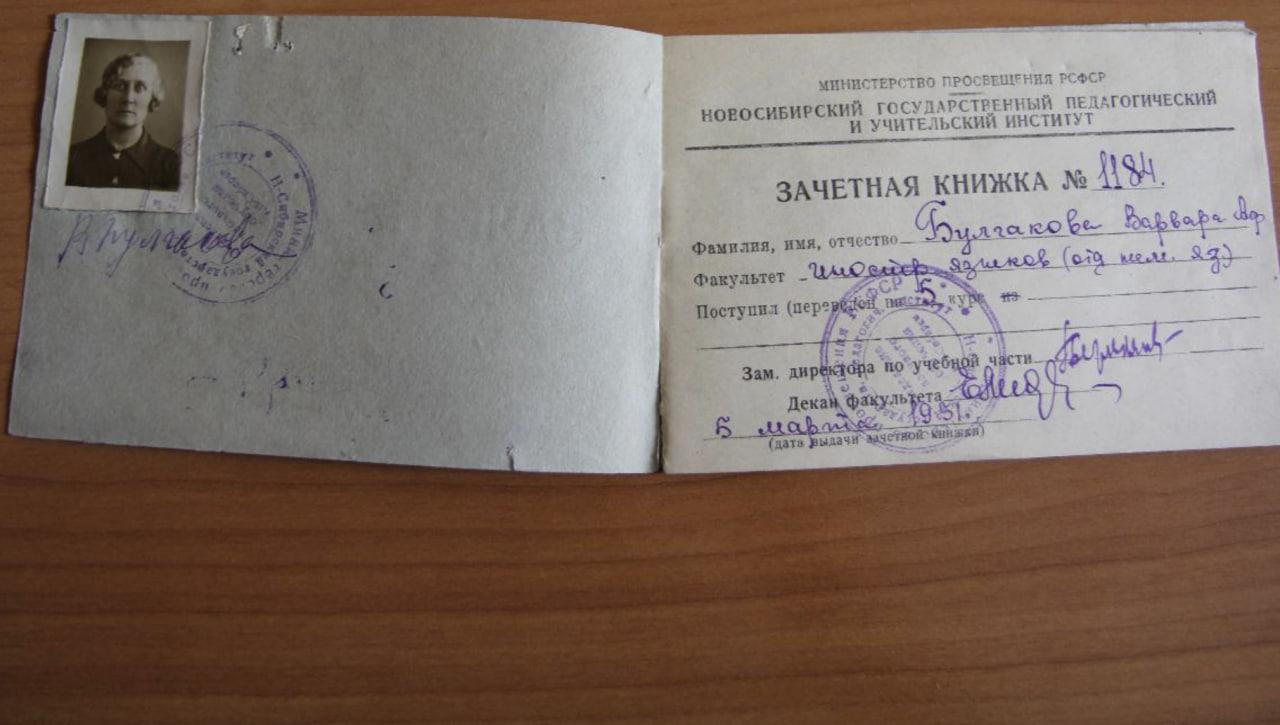 В Булгакова
МИНИСТЕРСТВО ПРОСВЕЩЕНИЯ РСФСР
НОВОСИБИРСКИЙ ГОСУДАРСТВЕННЫЙ ПЕДАГОГИЧЕСКИЙ
И УЧИТЕЛЬСКИЙ ИНСТИТУТ
ЗАЧЕТНАЯ КНИЖКА № 1184.
Фамилия, имя, отчество Булгакова Варвара Аф
Факультет иностр языков (отд нем. яз)
Поступил (переведен на 5 курс из
Зам. директора по учебной части
Декан факультета
5 марта 1951.
(дата выдачи зачетной книжки)